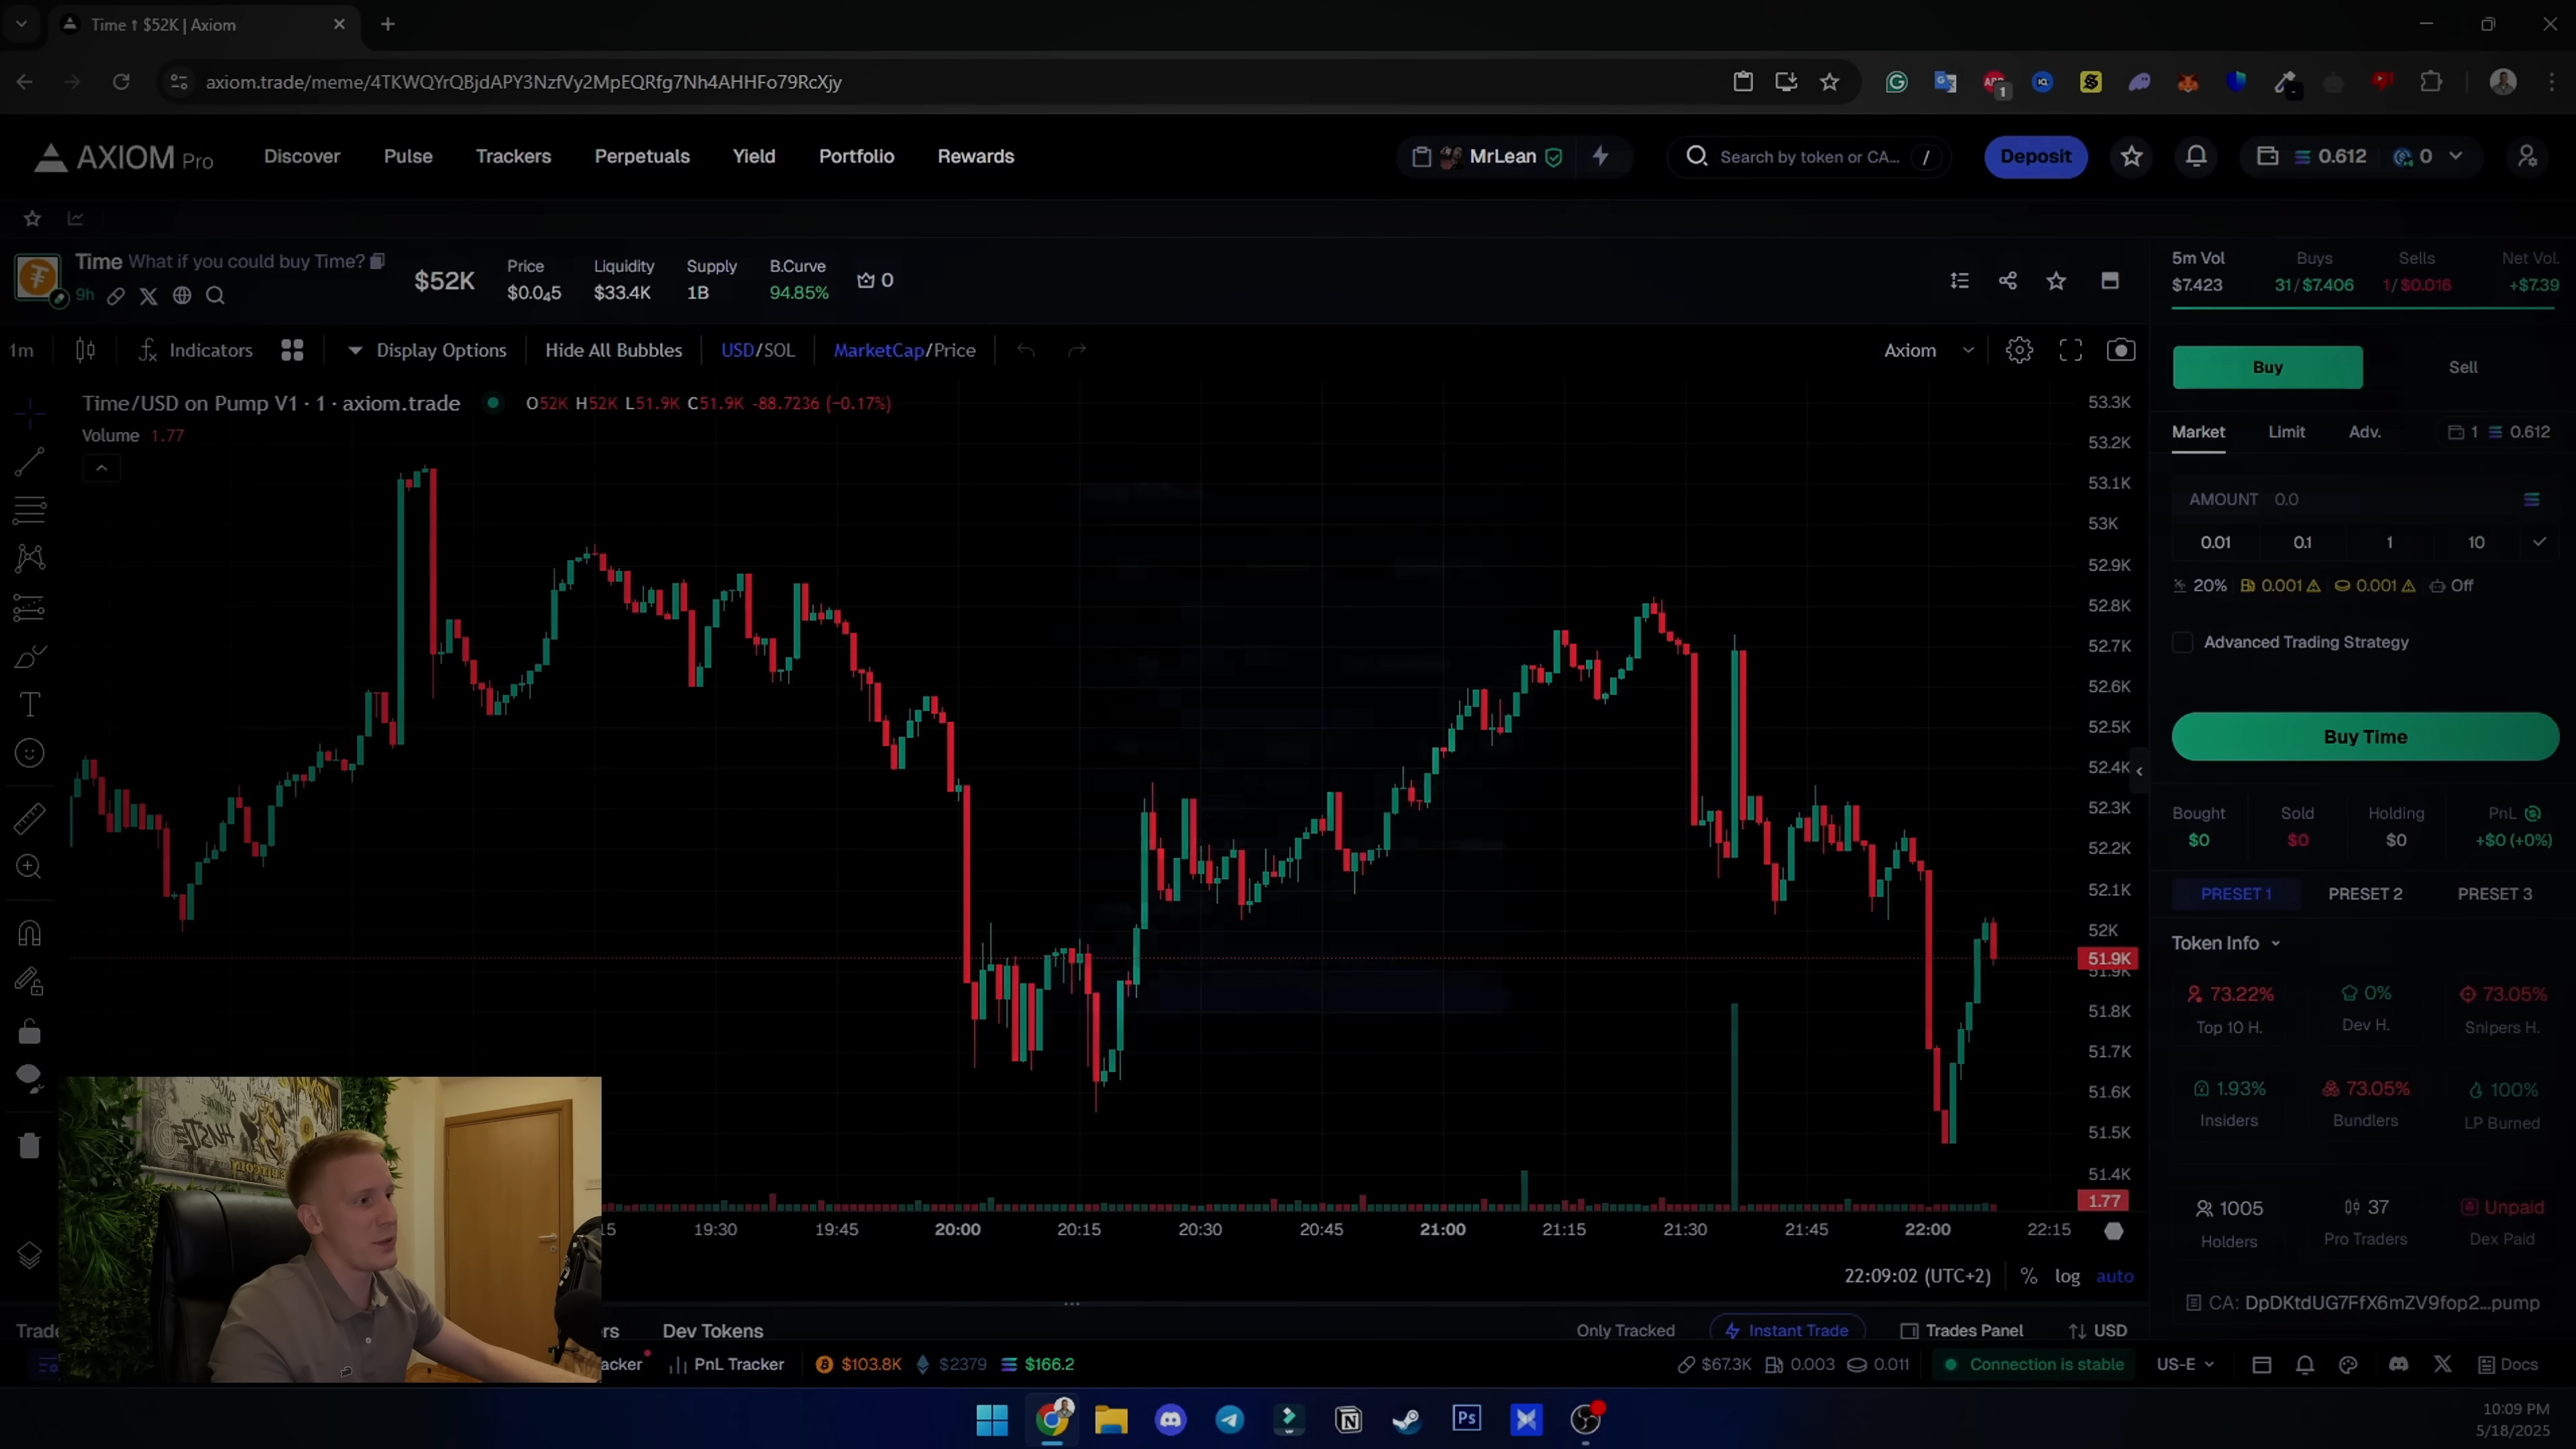 Time ↑ $52K | Axiom
axiom.trade/meme/4TKWQYrQBjdAPY3NzfVy2MpEQRfg7Nh4AHHFo79RcXjy
1
AXIOM Pro
Discover
Pulse
Trackers
Perpetuals
Yield
Portfolio
Rewards
MrLean
Search by token or CA...
/
Deposit
0.612
0
Time What if you could buy Time?
9h
$52K
Price
$0.0₄5
Liquidity
$33.4K
Supply
1B
B.Curve
94.85%
0
5m Vol
$7.423
Buys
31/$7.406
Sells
1/$0.016
Net Vol.
+$7.39
1m
Indicators
Display Options
Hide All Bubbles
USD/SOL
MarketCap/Price
Axiom
Buy
Sell
Time/USD on Pump V1 · 1 · axiom.trade
O52K H52K L51.9K C51.9K -88.7236 (−0.17%)
Volume 1.77
53.3K
53.2K
53.1K
53K
52.9K
52.8K
52.7K
52.6K
52.5K
52.4K
52.3K
52.2K
52.1K
52K
51.9K
51.9K
51.8K
51.7K
51.6K
51.5K
51.4K
1.77
Market
Limit
Adv.
1
0.612
AMOUNT 0.0
0.01
0.1
1
10
20%
0.001
0.001
Off
Advanced Trading Strategy
Buy Time
Bought
$0
Sold
$0
Holding
$0
PnL
+$0 (+0%)
PRESET 1
PRESET 2
PRESET 3
Token Info
73.22%
Top 10 H.
0%
Dev H.
73.05%
Snipers H.
1.93%
Insiders
73.05%
Bundlers
100%
LP Burned
1005
Holders
37
Pro Traders
Unpaid
Dex Paid
CA: DpDKtdUG7FfX6mZV9fop2...pump
HUSTLE
BITCOIN
15
19:30
19:45
20:00
20:15
20:30
20:45
21:00
21:15
21:30
21:45
22:00
22:15
22:09:02 (UTC+2)
%
log
auto
Trade
rs
Dev Tokens
Only Tracked
Instant Trade
Trades Panel
USD
acker
PnL Tracker
$103.8K
$2379
$166.2
$67.3K
0.003
0.011
Connection is stable
US-E
Docs
Ps
10:09 PM
5/18/2025